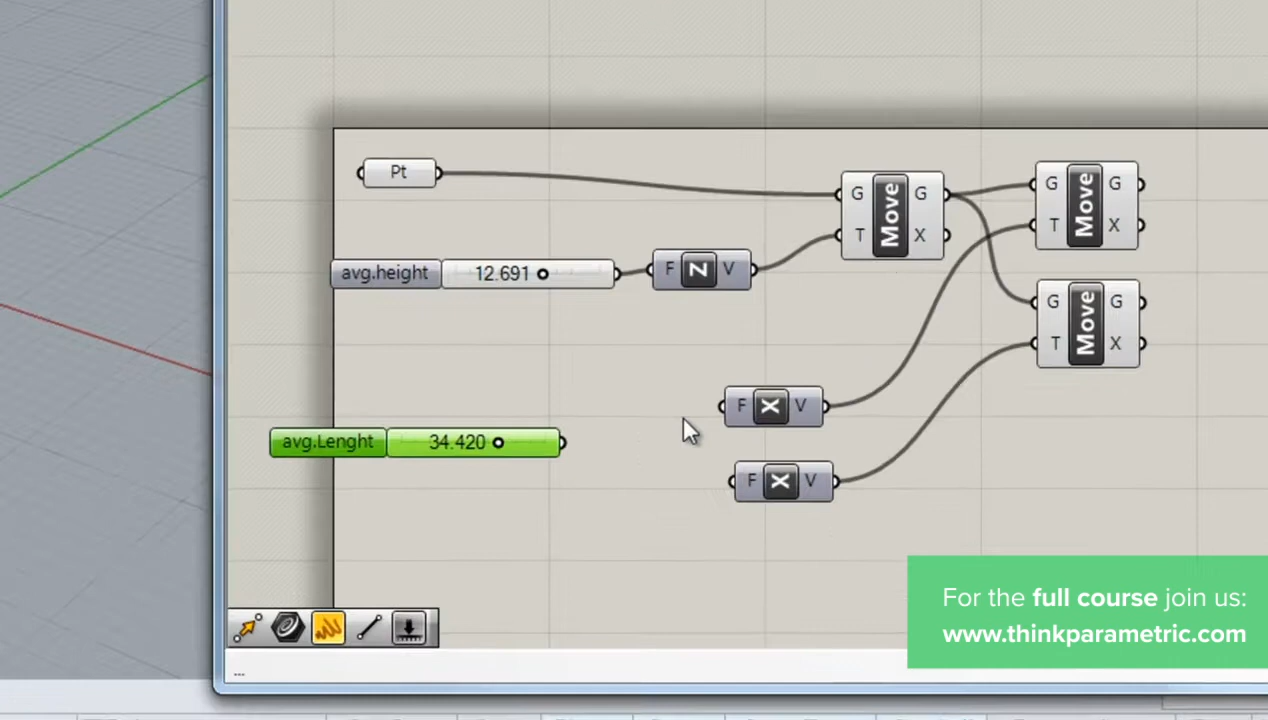 Pt
G Move G
T X
G Move G
T X
avg.height 12.691
F Z V
G Move G
T X
F X V
avg.Lenght 34.420
F X V
For the full course join us:
www.thinkparametric.com
...